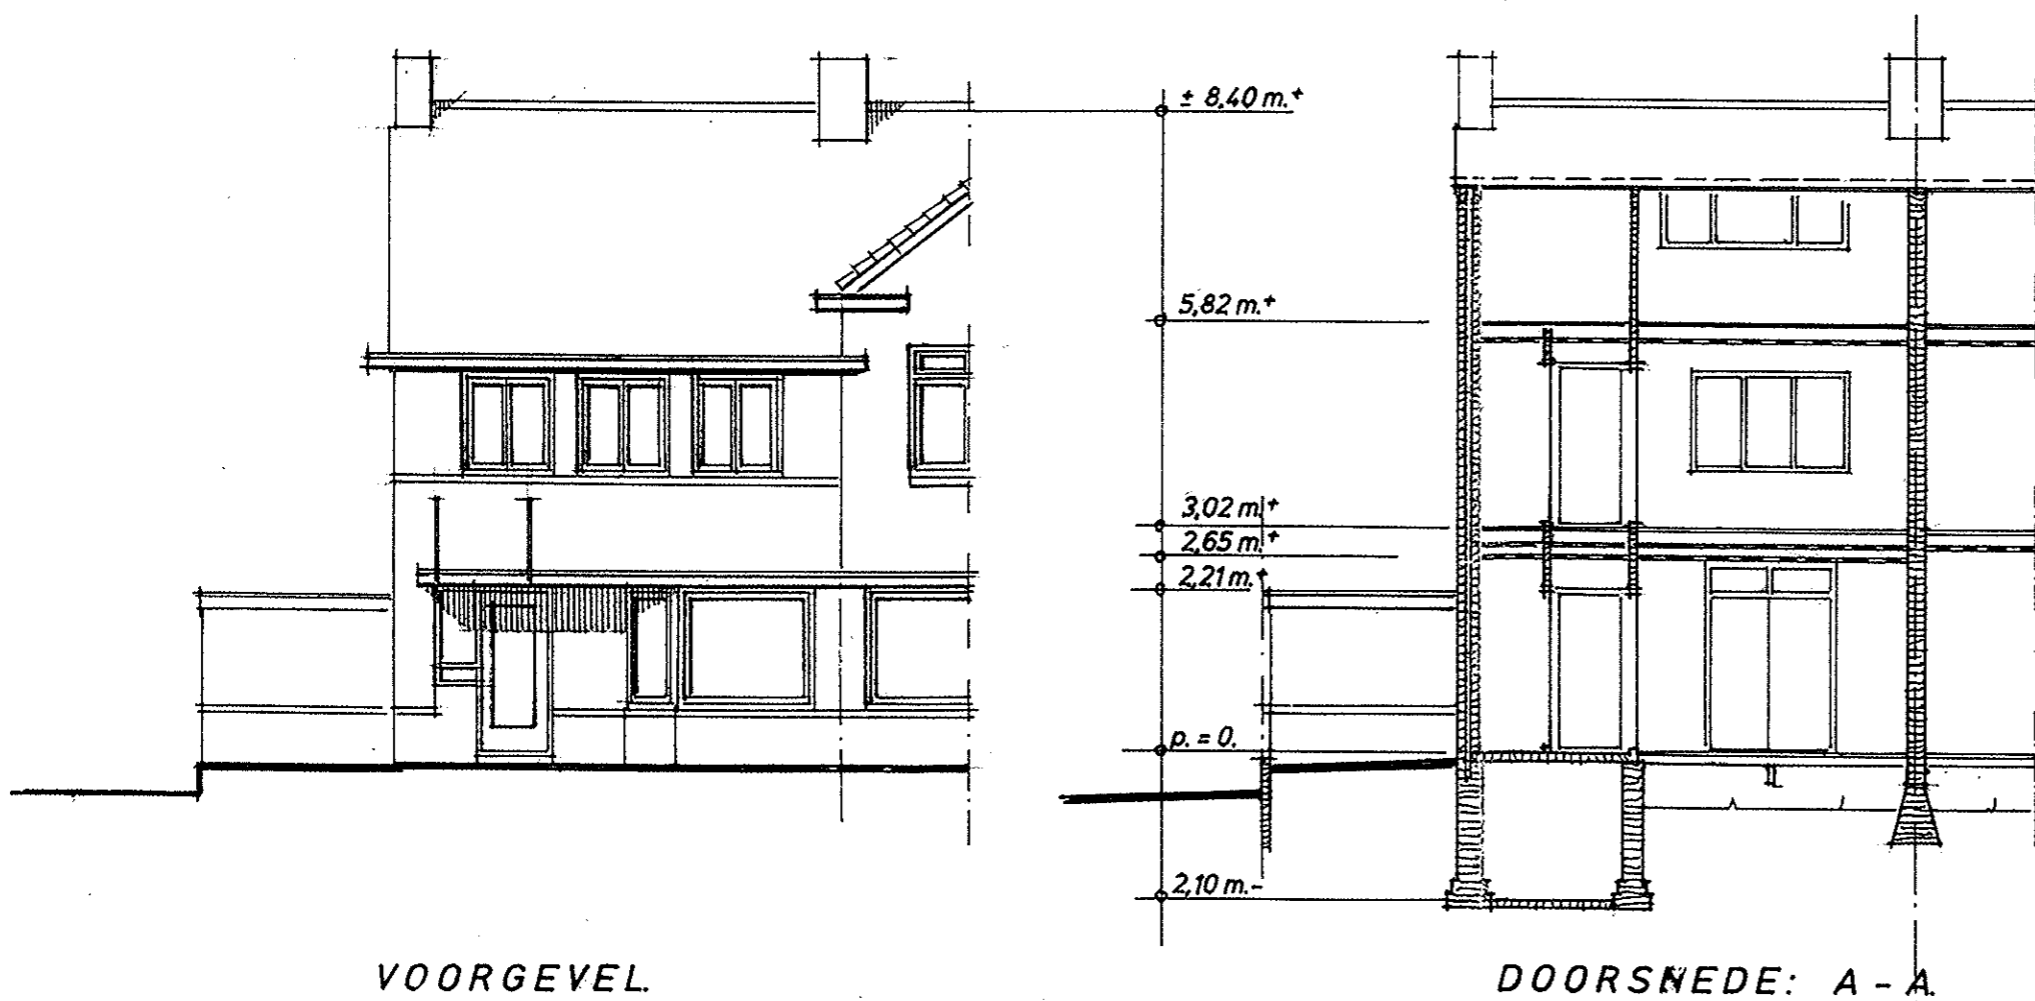 ± 8,40 m.+
5,82 m.+
3,02 m.+
2,65 m.+
2,21 m.+
p. = 0.
2,10 m.-
VOORGEVEL.
DOORSNEDE: A - A.